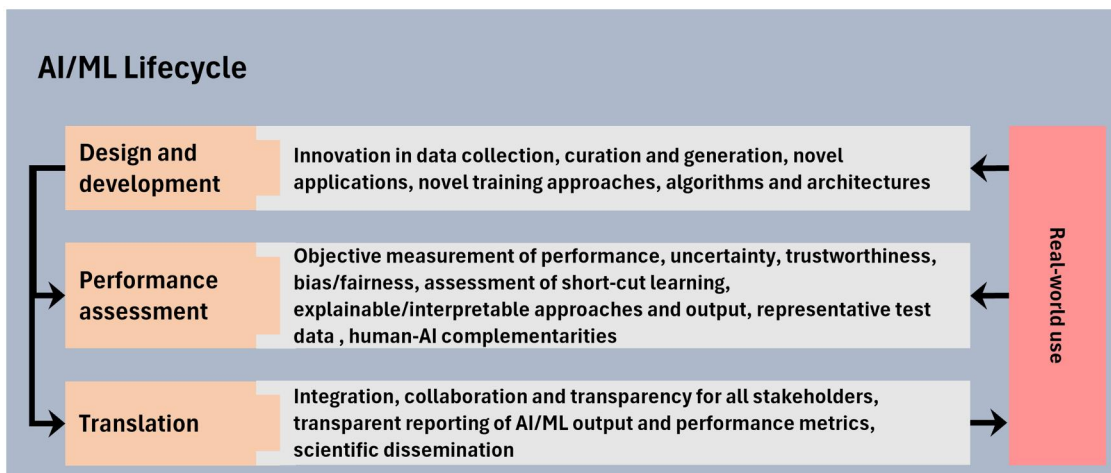 AI/ML Lifecycle
Design and
development
Innovation in data collection, curation and generation, novel
applications, novel training approaches, algorithms and architectures
Performance
assessment
Objective measurement of performance, uncertainty, trustworthiness,
bias/fairness, assessment of short-cut learning,
explainable/interpretable approaches and output, representative test
data , human-AI complementarities
Translation
Integration, collaboration and transparency for all stakeholders,
transparent reporting of AI/ML output and performance metrics,
scientific dissemination
Real-world use